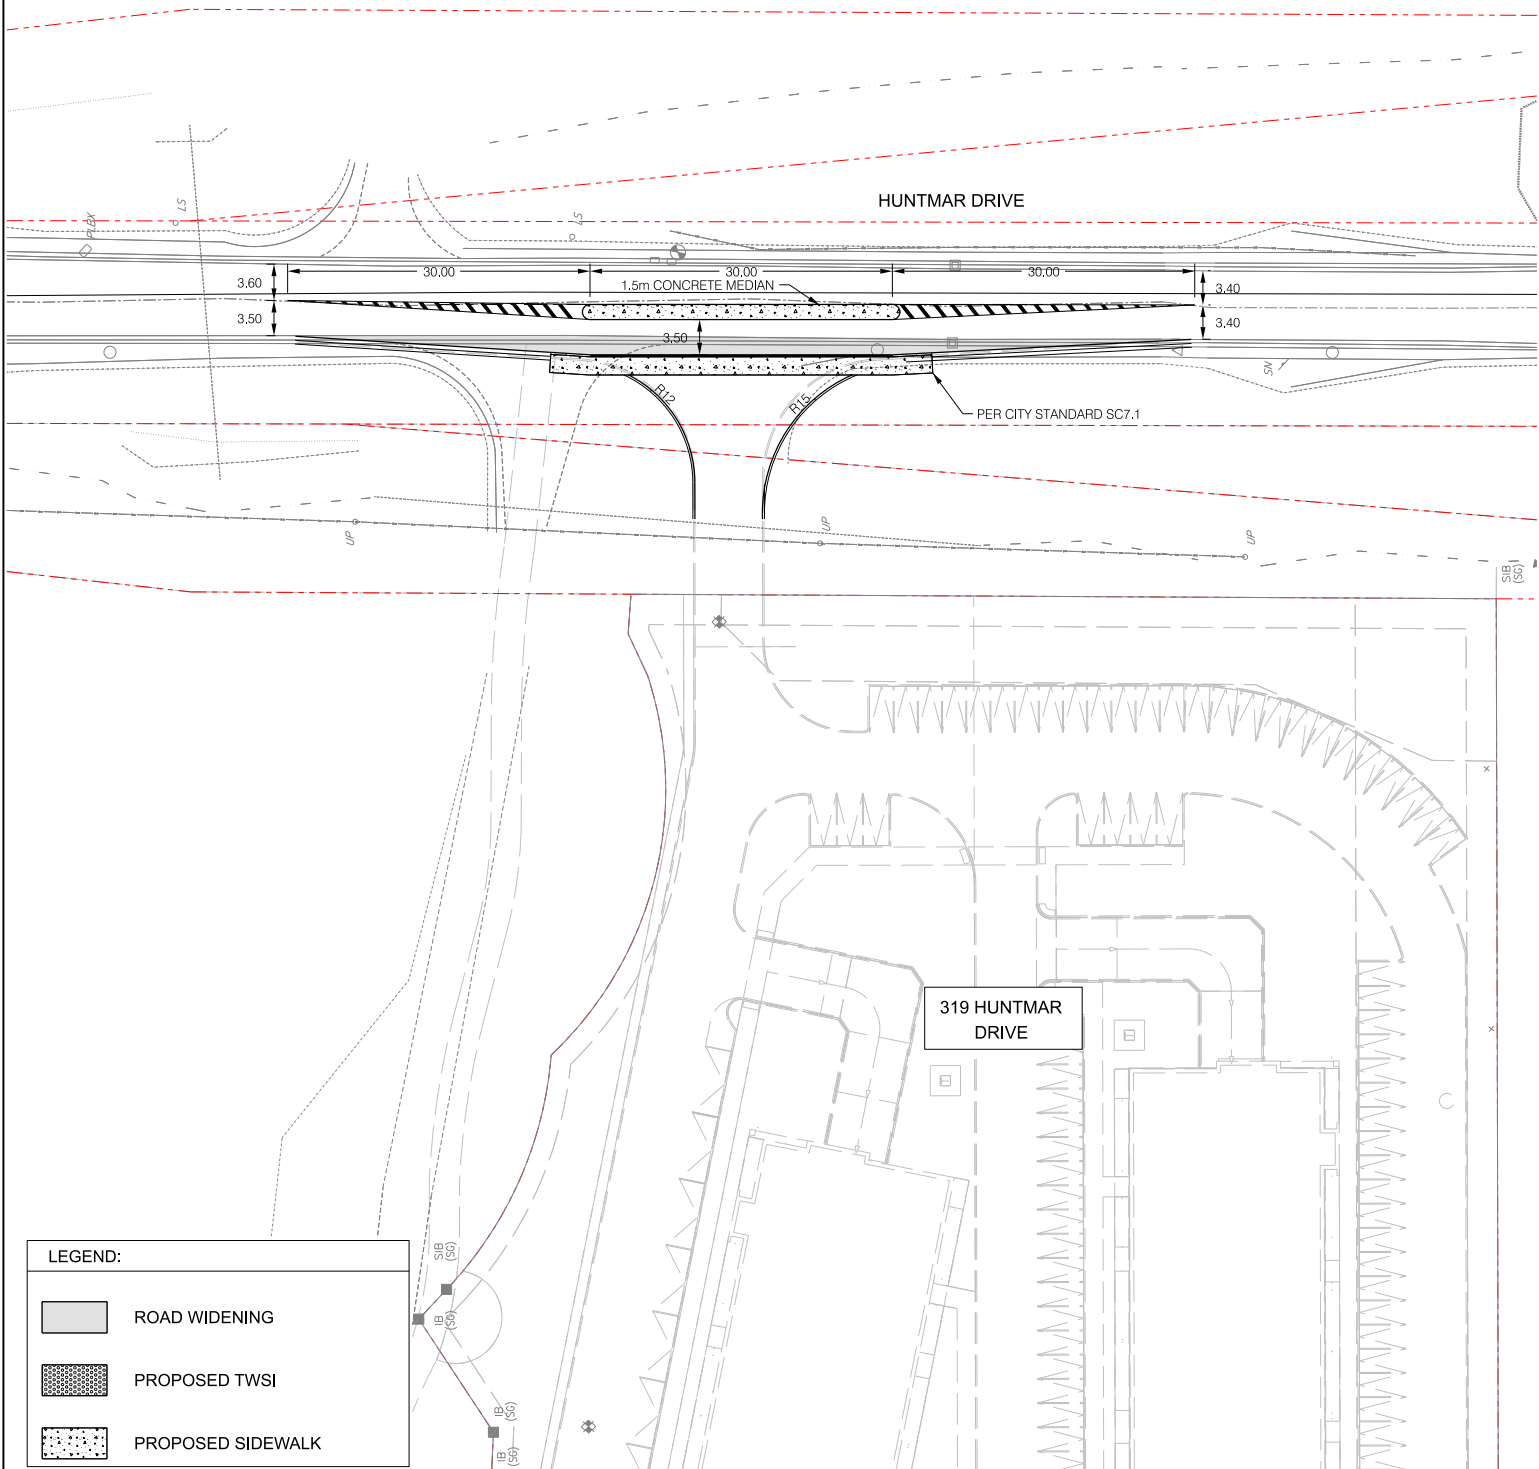 HUNTMAR DRIVE
PLEX
LS
LS
3.60
30.00
30.00
30.00
3.40
1.5m CONCRETE MEDIAN
3.50
3.50
3.40
SN
R12
R15
PER CITY STANDARD SC7.1
UP
UP
UP
SIB
(SG)
319 HUNTMAR
DRIVE
SIB
(SG)
IB
(SG)
IB
(SG)
IB
(SG)
LEGEND:
ROAD WIDENING
PROPOSED TWSI
PROPOSED SIDEWALK